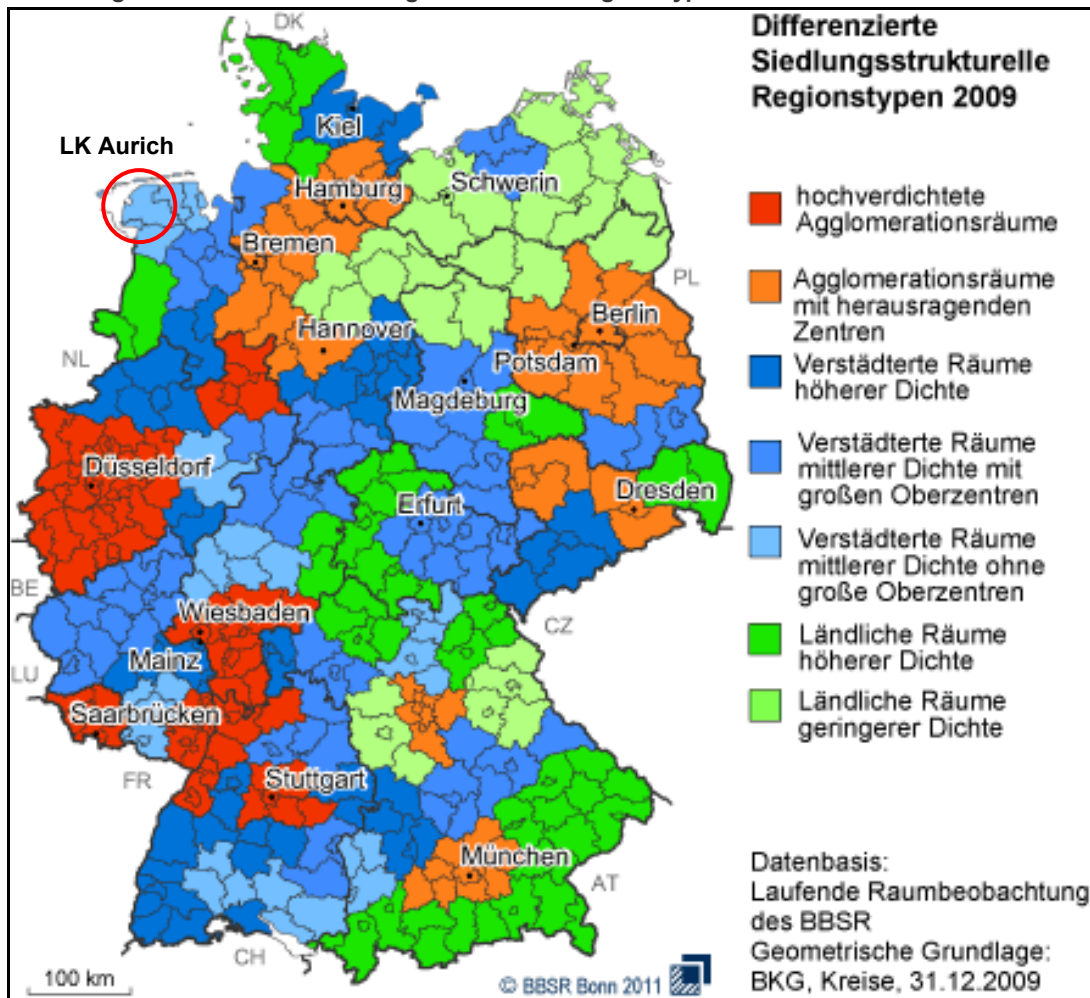 Differenzierte
Siedlungsstrukturelle
Regionstypen 2009
DK
Kiel
LK Aurich
Hamburg
Schwerin
Bremen
PL
Hannover
Berlin
NL
Potsdam
Magdeburg
Düsseldorf
Erfurt
Dresden
BE
Wiesbaden
CZ
Mainz
LU
Saarbrücken
FR
Stuttgart
München
AT
CH
100 km
© BBSR Bonn 2011
hochverdichtete
Agglomerationsräume
Agglomerationsräume
mit herausragenden
Zentren
Verstädterte Räume
höherer Dichte
Verstädterte Räume
mittlerer Dichte mit
großen Oberzentren
Verstädterte Räume
mittlerer Dichte ohne
große Oberzentren
Ländliche Räume
höherer Dichte
Ländliche Räume
geringerer Dichte
Datenbasis:
Laufende Raumbeobachtung
des BBSR
Geometrische Grundlage:
BKG, Kreise, 31.12.2009